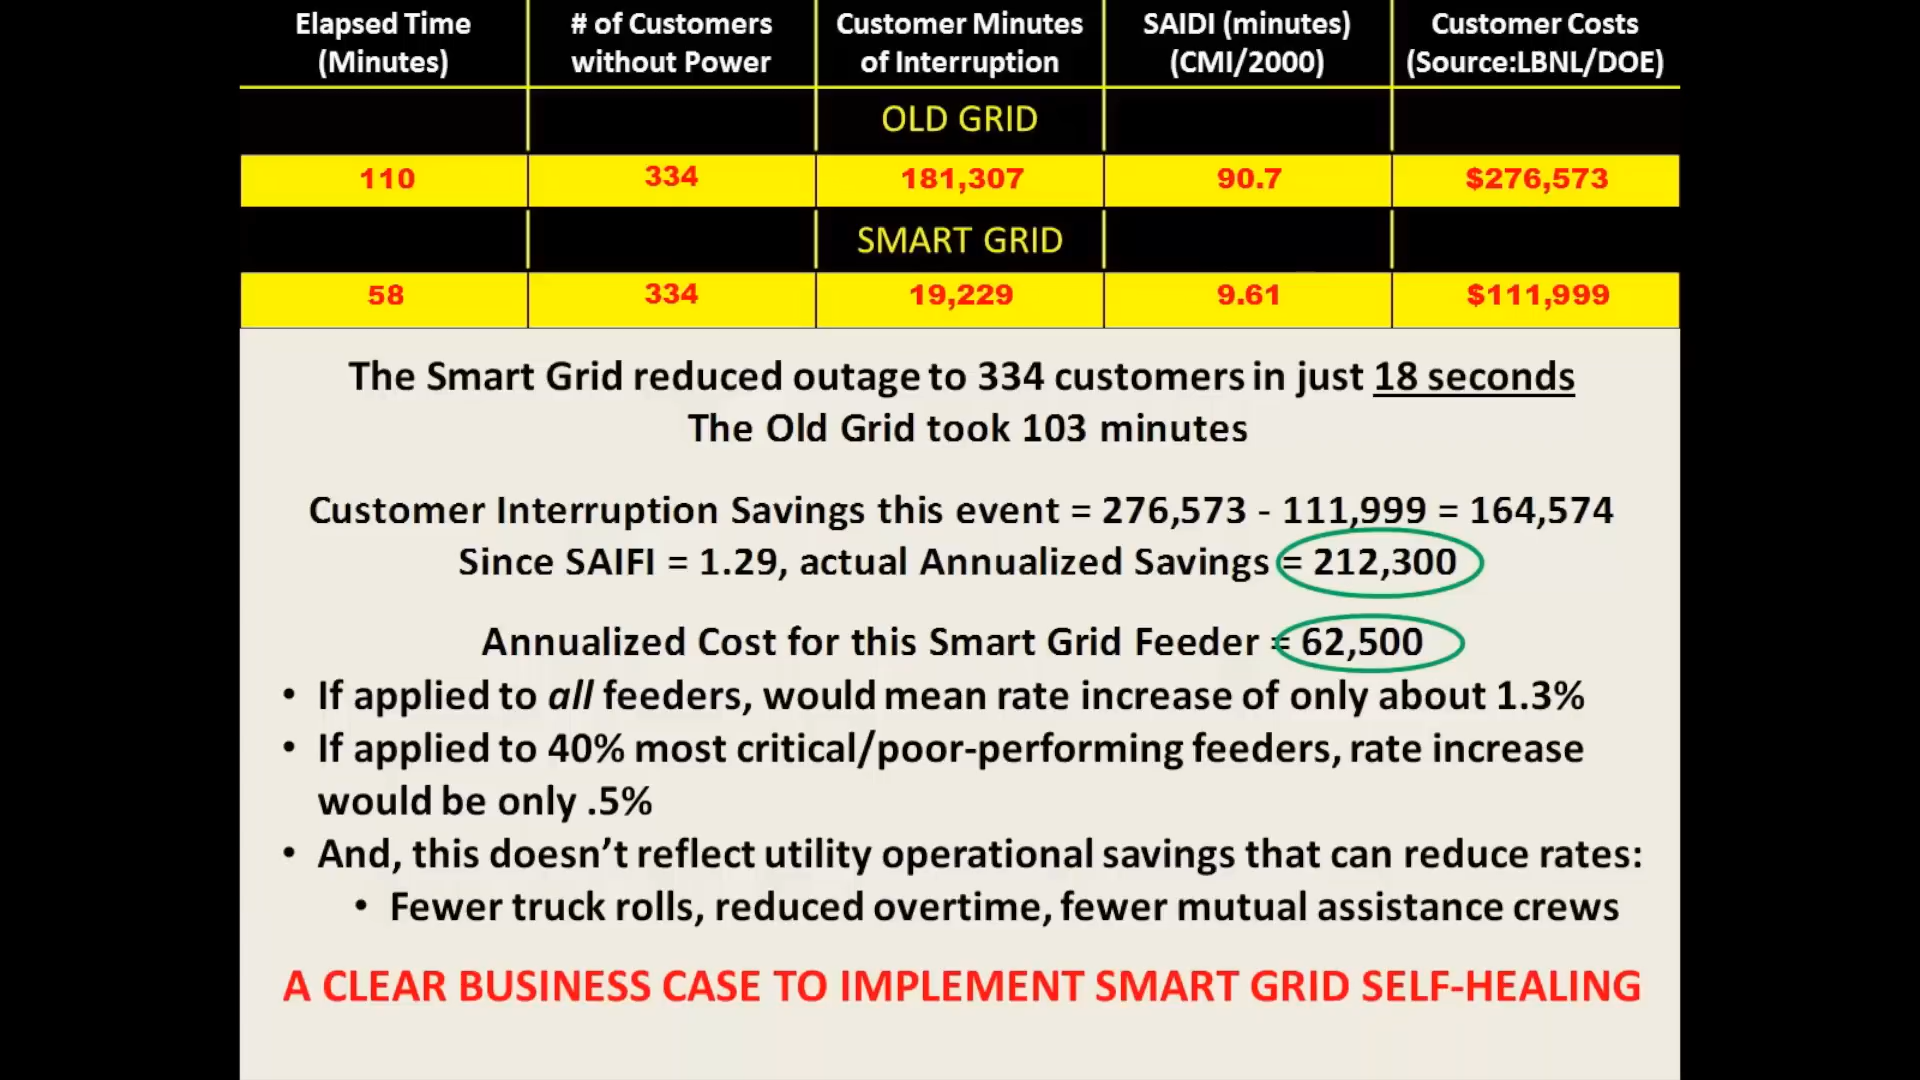 Elapsed Time (Minutes)
# of Customers without Power
Customer Minutes of Interruption
SAIDI (minutes) (CMI/2000)
Customer Costs (Source:LBNL/DOE)
OLD GRID
110 334 181,307 90.7 $276,573
SMART GRID
58 334 19,229 9.61 $111,999
The Smart Grid reduced outage to 334 customers in just 18 seconds
The Old Grid took 103 minutes
Customer Interruption Savings this event = 276,573 - 111,999 = 164,574
Since SAIFI = 1.29, actual Annualized Savings = 212,300
Annualized Cost for this Smart Grid Feeder = 62,500
• If applied to all feeders, would mean rate increase of only about 1.3%
• If applied to 40% most critical/poor-performing feeders, rate increase
would be only .5%
• And, this doesn’t reflect utility operational savings that can reduce rates:
• Fewer truck rolls, reduced overtime, fewer mutual assistance crews
A CLEAR BUSINESS CASE TO IMPLEMENT SMART GRID SELF-HEALING